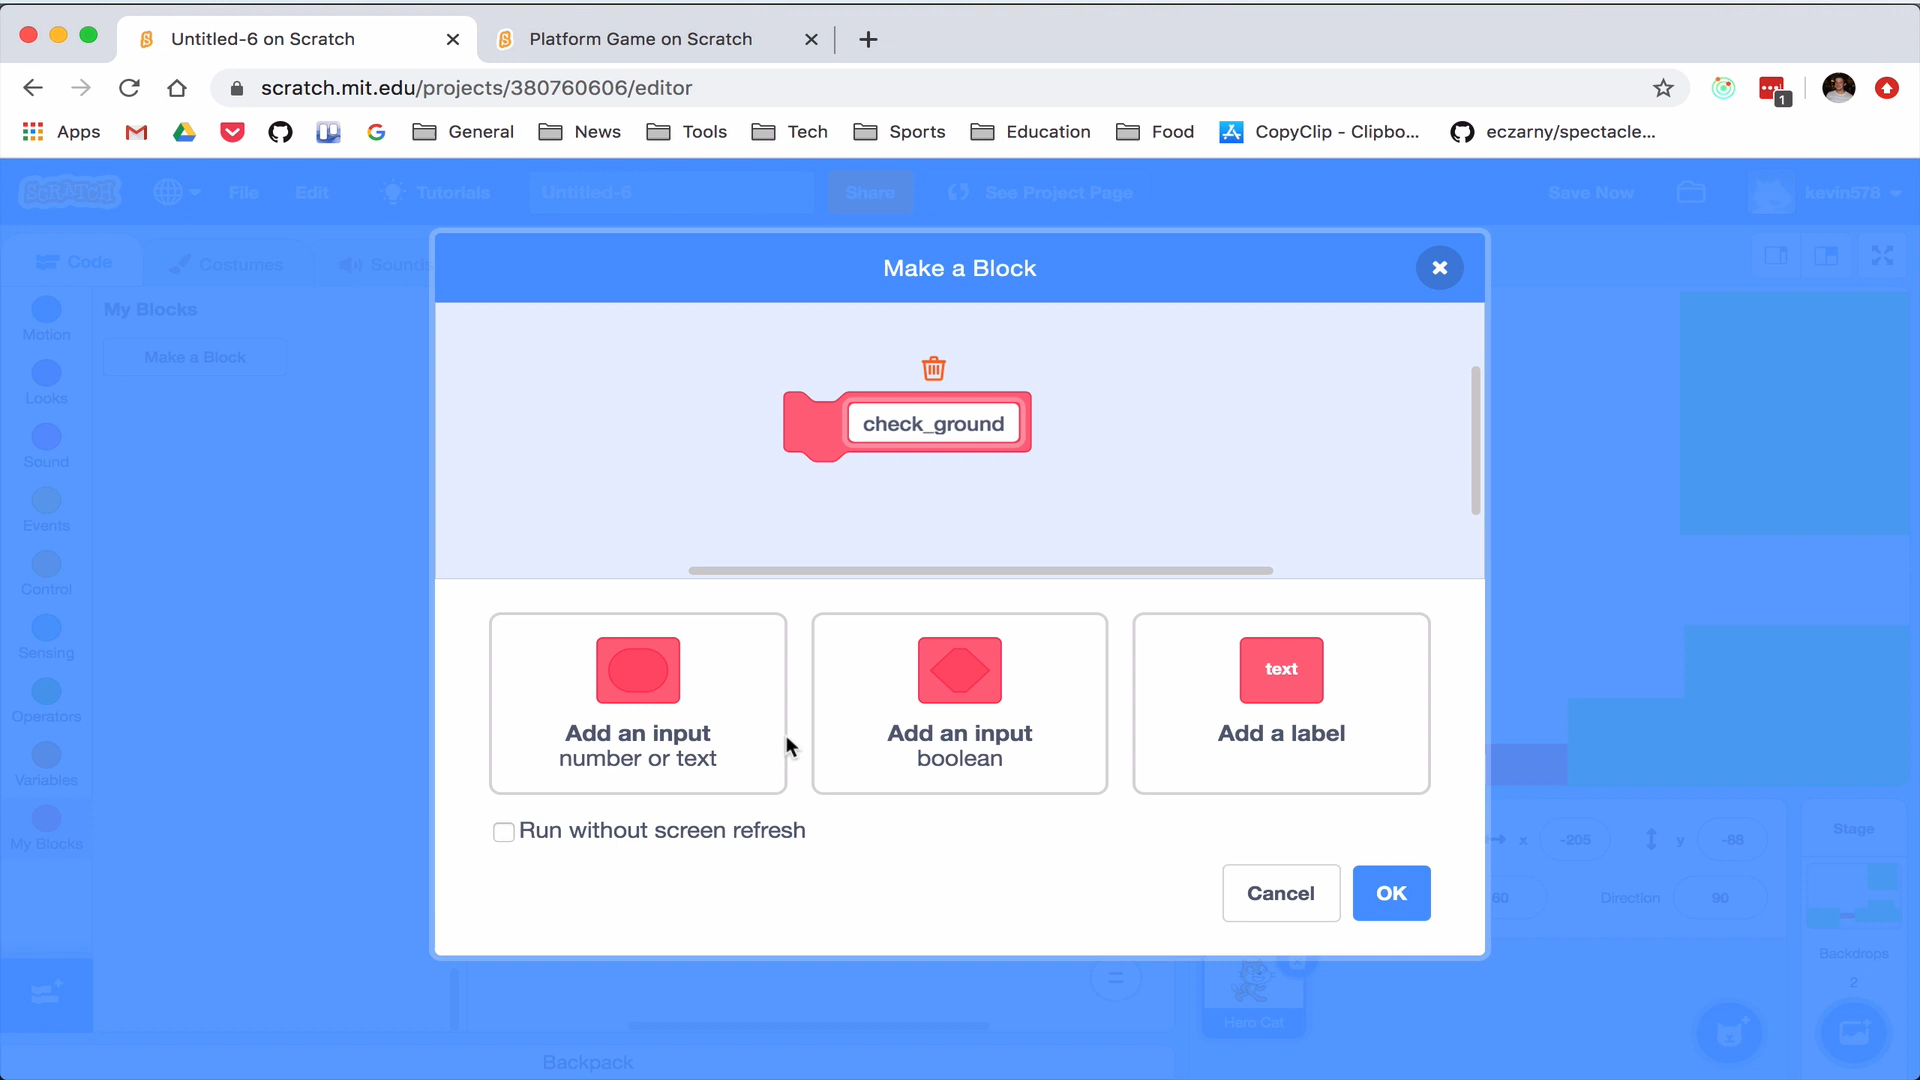 Untitled-6 on Scratch
Platform Game on Scratch
scratch.mit.edu/projects/380760606/editor
1
Apps
General
News
Tools
Tech
Sports
Education
Food
CopyClip - Clipbo...
eczarny/spectacle...
SCRATCH
File
Edit
Tutorials
Untitled-6
Share
See Project Page
Save Now
kevin578
Code
Costumes
Sounds
Make a Block
My Blocks
Motion
Make a Block
Looks
check_ground
Sound
Events
Control
Sensing
text
Operators
Add an input
number or text
Add an input
boolean
Add a label
Variables
My Blocks
Run without screen refresh
x
-205
y
-88
Stage
Cancel
OK
60
Direction
90
Backdrops
2
Hero Cat
Backpack